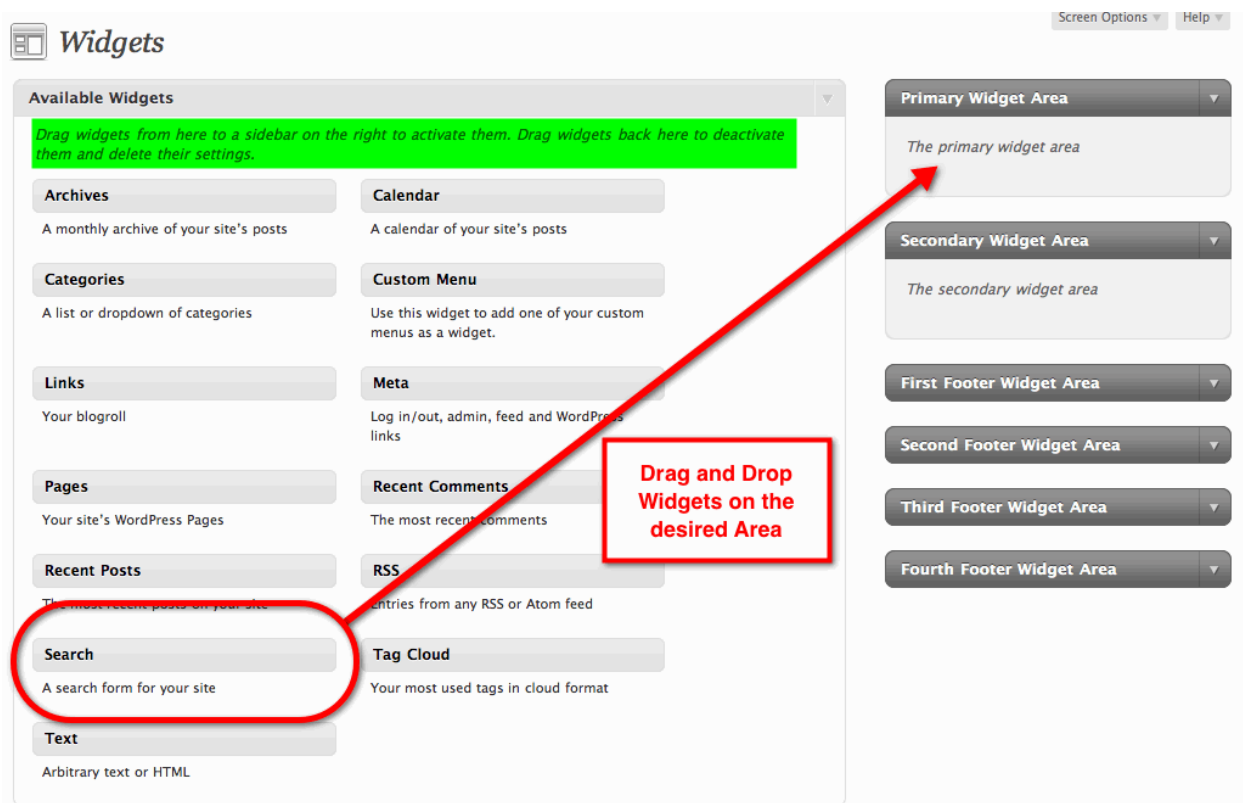 Screen Options Help
Widgets
Available Widgets
Drag widgets from here to a sidebar on the right to activate them. Drag widgets back here to deactivate
them and delete their settings.
Archives
A monthly archive of your site's posts
Calendar
A calendar of your site's posts
Categories
A list or dropdown of categories
Custom Menu
Use this widget to add one of your custom
menus as a widget.
Links
Your blogroll
Meta
Log in/out, admin, feed and WordPress
links
Pages
Your site's WordPress Pages
Recent Comments
The most recent comments
Recent Posts
The most recent posts on your site
RSS
Entries from any RSS or Atom feed
Search
A search form for your site
Tag Cloud
Your most used tags in cloud format
Text
Arbitrary text or HTML
Drag and Drop
Widgets on the
desired Area
Primary Widget Area
The primary widget area
Secondary Widget Area
The secondary widget area
First Footer Widget Area
Second Footer Widget Area
Third Footer Widget Area
Fourth Footer Widget Area